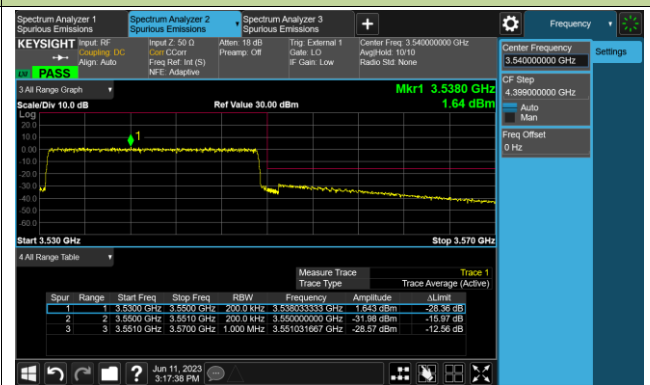 Spectrum Analyzer 1
Spurious Emissions
Spectrum Analyzer 2
Spurious Emissions
Spectrum Analyzer 3
Spurious Emissions
Frequency
KEYSIGHT
Input: RF
Coupling: DC
Align: Auto
Input Z: 50 Ω
Corr CCorr
Freq Ref: Int (S)
NFE: Adaptive
Atten: 18 dB
Preamp: Off
Trig: External 1
Gate: LO
IF Gain: Low
Center Freq: 3.540000000 GHz
Avg|Hold: 10/10
Radio Std: None
PASS
Center Frequency
3.540000000 GHz
Settings
CF Step
4.399000000 GHz
Auto
Man
Freq Offset
0 Hz
3 All Range Graph
Mkr1 3.5380 GHz
1.64 dBm
Scale/Div 10.0 dB
Ref Value 30.00 dBm
Log
20.0
10.0
0.00
-10.0
-20.0
-30.0
-40.0
-50.0
-60.0
1
Start 3.530 GHz
Stop 3.570 GHz
4 All Range Table
Measure Trace Trace 1
Trace Type Trace Average (Active)
Spur Range Start Freq Stop Freq RBW Frequency Amplitude ΔLimit
1 1 3.5300 GHz 3.5500 GHz 200.0 kHz 3.538033333 GHz 1.643 dBm -28.36 dB
2 2 3.5500 GHz 3.5510 GHz 200.0 kHz 3.550000000 GHz -31.98 dBm -15.97 dB
3 3 3.5510 GHz 3.5700 GHz 1.000 MHz 3.551031667 GHz -28.57 dBm -12.56 dB
Jun 11, 2023
3:17:38 PM